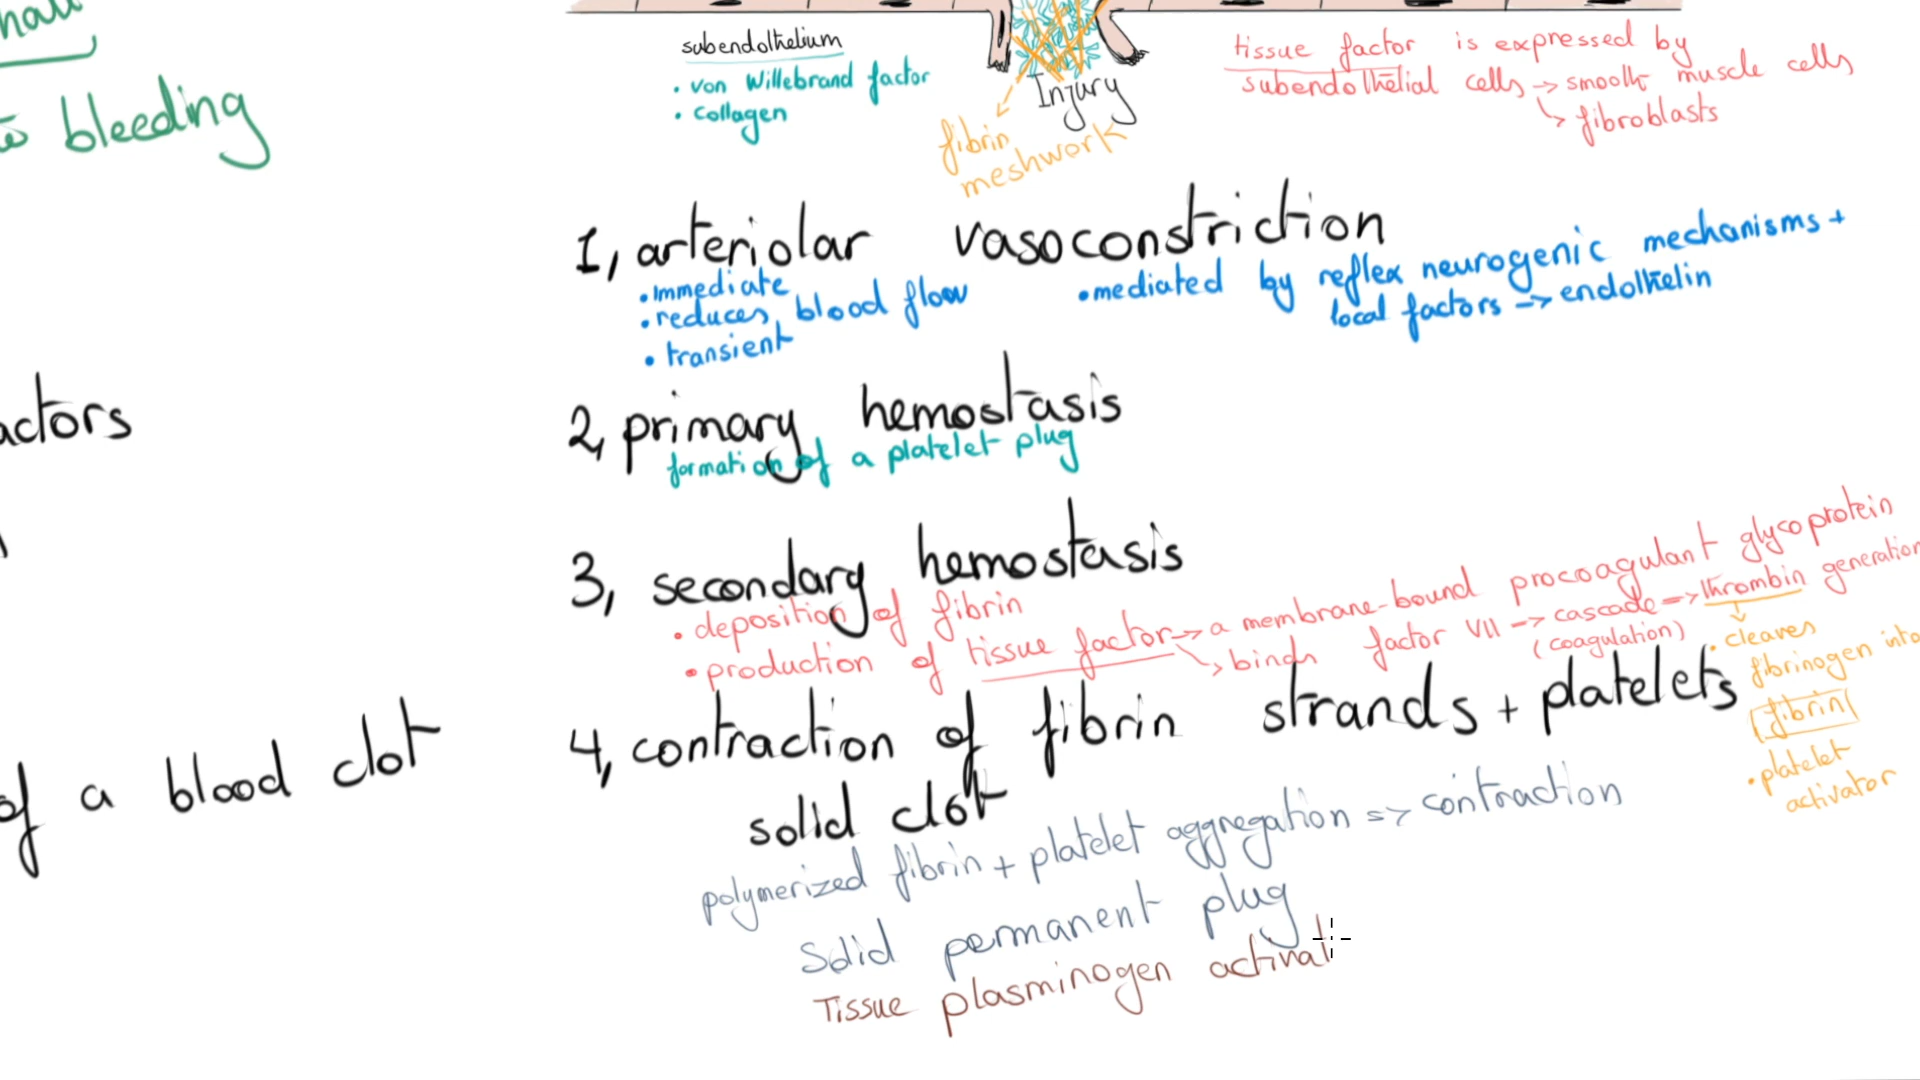 bleeding
actors
of a blood clot
subendothelium
• von Willebrand factor
• Collagen
Injury
fibrin
meshwork
tissue factor is expressed by
subendothelial cells -> smooth muscle cells
-> fibroblasts
1, arteriolar vasoconstriction
• immediate
• reduces blood flow
• transient
• mediated by reflex neurogenic mechanisms +
local factors -> endothelin
2, primary hemostasis
formation of a platelet plug
3, secondary hemostasis
• deposition of fibrin
• production of tissue factor -> a membrane-bound procoagulant glycoprotein
-> binds factor VII -> cascade => thrombin generation
(coagulation)
• cleaves
fibrinogen into
fibrin
• platelet
activator
4, contraction of fibrin strands + platelets
solid clot
polymerized fibrin + platelet aggregation => contraction
Solid permanent plug
Tissue plasminogen activat